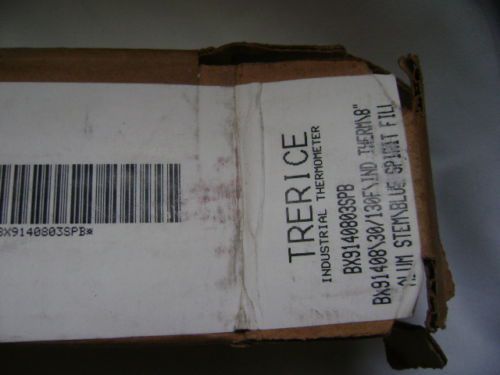 BX9140803SPB*
TRERICE
INDUSTRIAL THERMOMETER
BX9140803SPB
BX91408\30/130F\IND THERM\8"
ALUM STEM\BLUE SPIRIT FILL